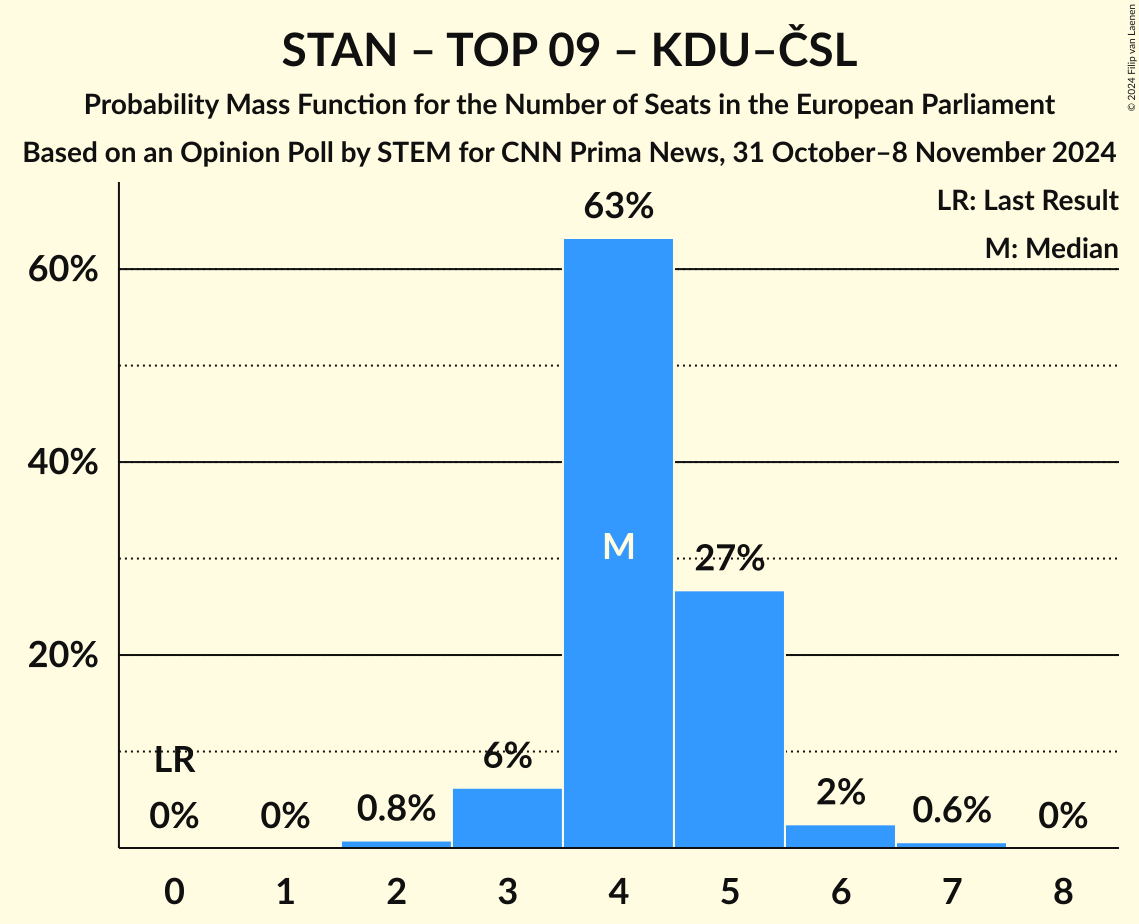 STAN – TOP 09 – KDU–ČSL
Probability Mass Function for the Number of Seats in the European Parliament
Based on an Opinion Poll by STEM for CNN Prima News, 31 October–8 November 2024
© 2024 Filip van Laenen
LR: Last Result
M: Median
63%
60%
40%
M
27%
20%
LR
6%
0%
0%
0.8%
2%
0.6%
0%
0 1 2 3 4 5 6 7 8